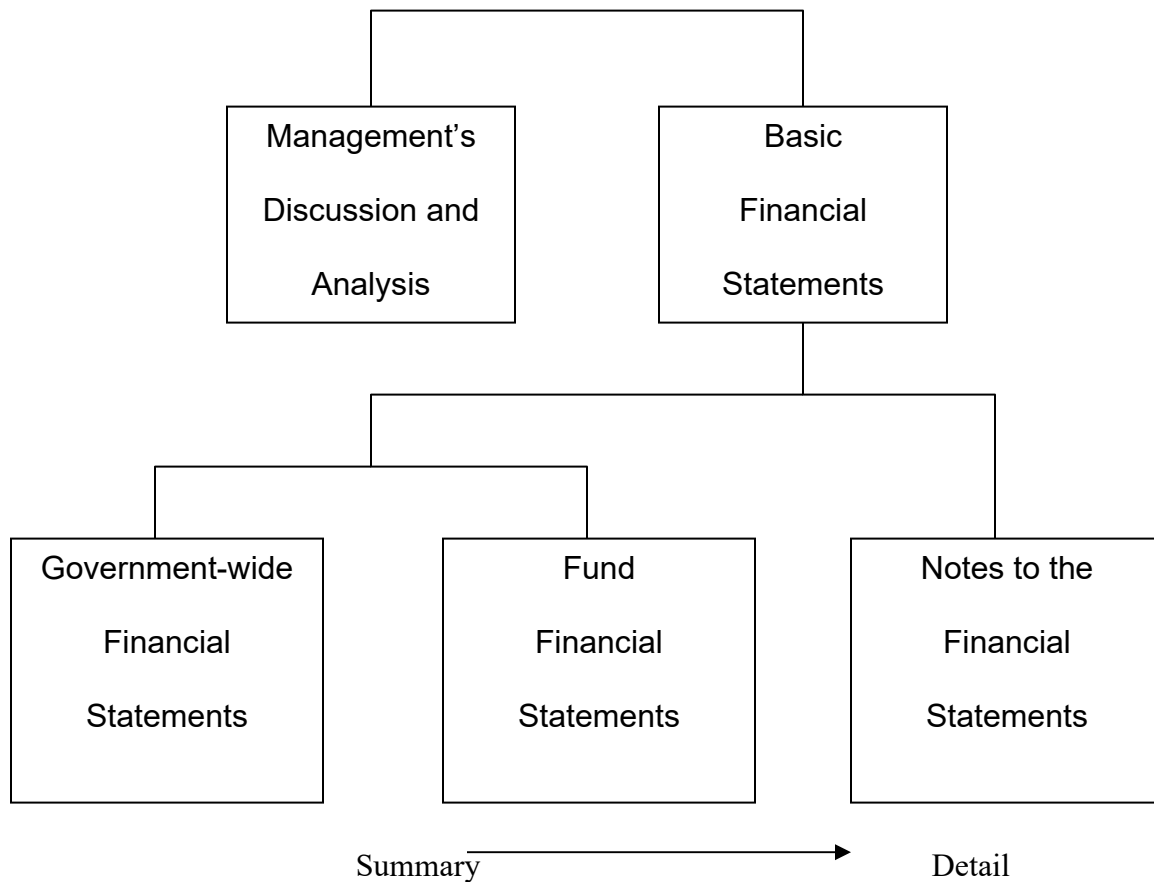 Management’s
Discussion and
Analysis
Basic
Financial
Statements
Government-wide
Financial
Statements
Fund
Financial
Statements
Notes to the
Financial
Statements
Summary
Detail